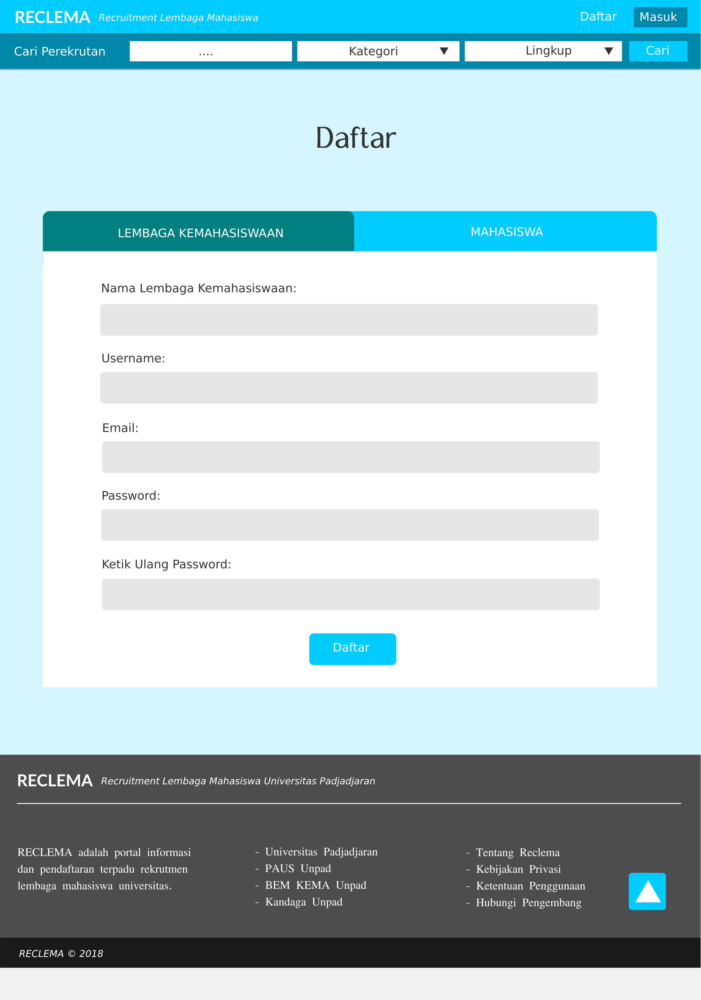 RECLEMA Recruitment Lembaga Mahasiswa Daftar Masuk
Cari Perekrutan .... Kategori Lingkup Cari
Daftar
LEMBAGA KEMAHASISWAAN MAHASISWA
Nama Lembaga Kemahasiswaan:
Username:
Email:
Password:
Ketik Ulang Password:
Daftar
RECLEMA Recruitment Lembaga Mahasiswa Universitas Padjadjaran
RECLEMA adalah portal informasi
dan pendaftaran terpadu rekrutmen
lembaga mahasiswa universitas.
- Universitas Padjadjaran
- PAUS Unpad
- BEM KEMA Unpad
- Kandaga Unpad
- Tentang Reclema
- Kebijakan Privasi
- Ketentuan Penggunaan
- Hubungi Pengembang
RECLEMA © 2018